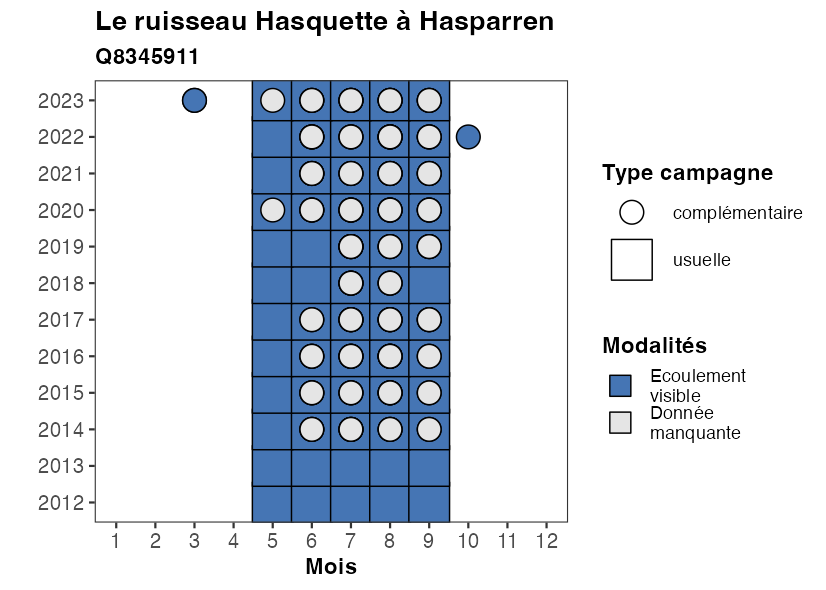 Le ruisseau Hasquette à Hasparren
Q8345911
2023
2022
2021
2020
2019
2018
2017
2016
2015
2014
2013
2012
1 2 3 4 5 6 7 8 9 10 11 12
Mois
Type campagne
complémentaire
usuelle
Modalités
Ecoulement
visible
Donnée
manquante